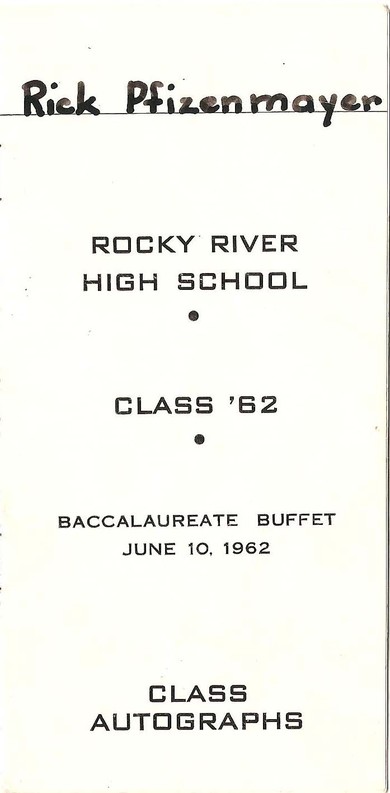 Rick Pfizenmayer
ROCKY RIVER
HIGH SCHOOL
•
CLASS '62
•
BACCALAUREATE BUFFET
JUNE 10, 1962
CLASS
AUTOGRAPHS